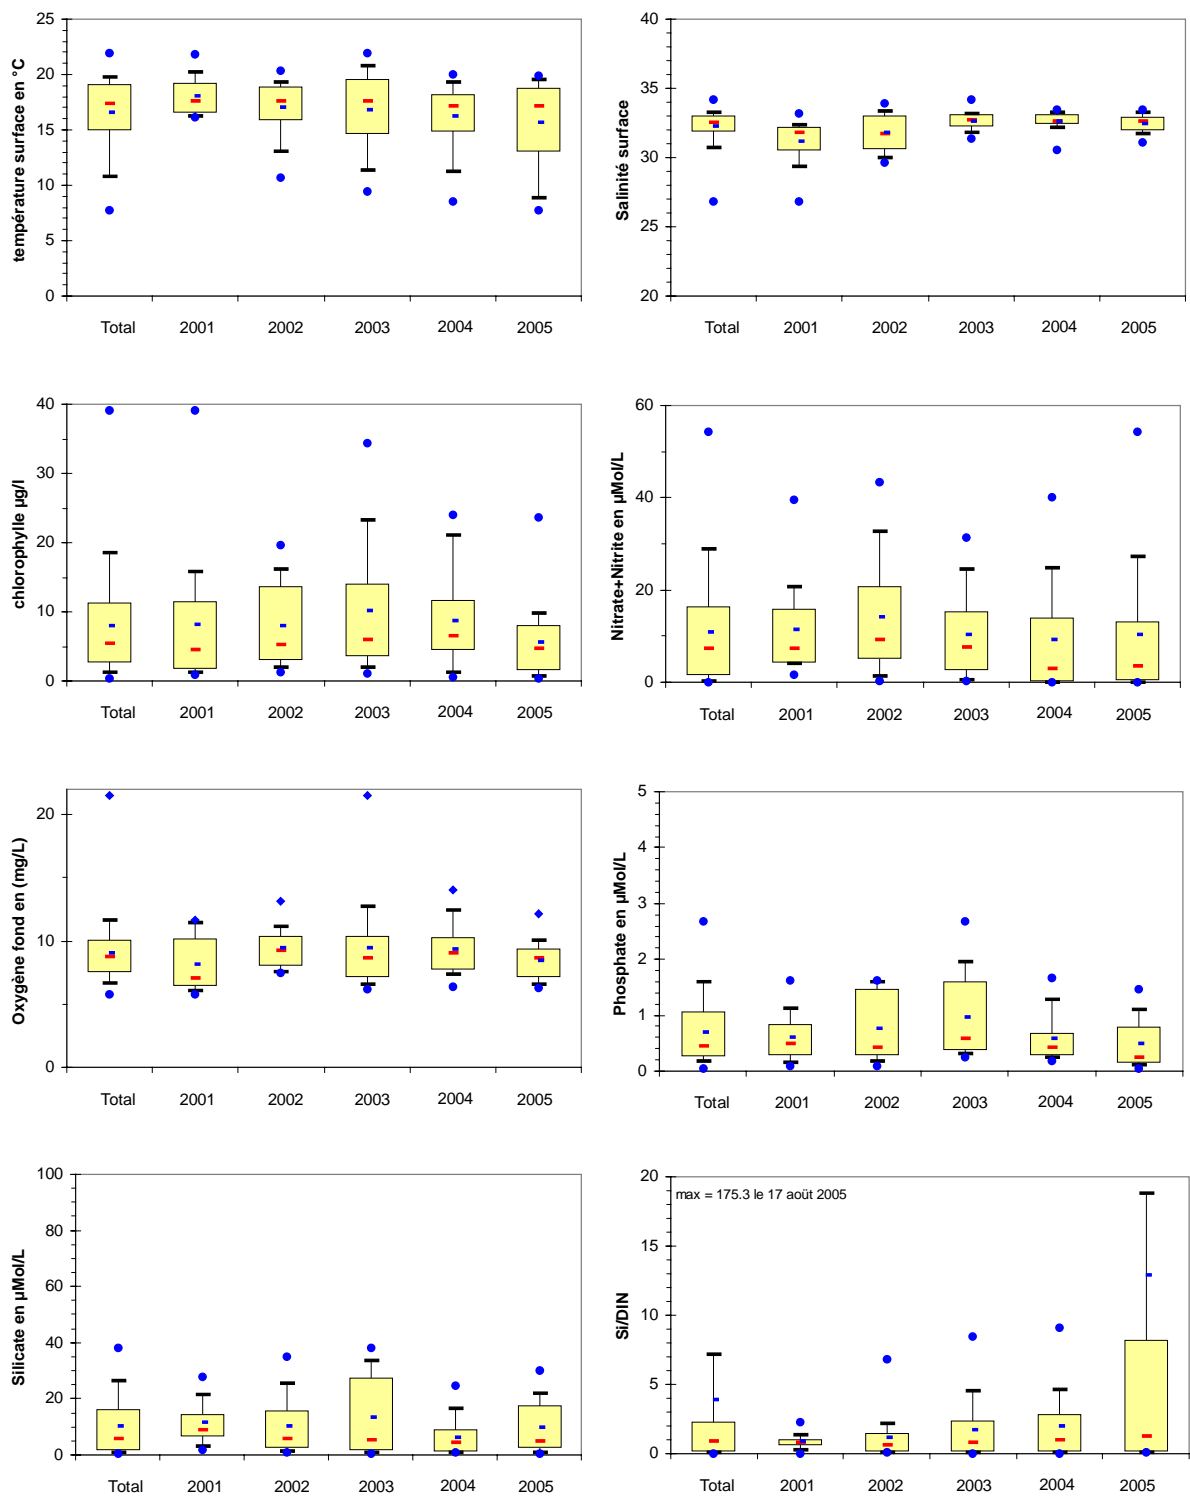 température surface en °C
25
20
15
10
5
0
Total 2001 2002 2003 2004 2005
Salinité surface
40
35
30
25
20
Total 2001 2002 2003 2004 2005
chlorophylle µg/l
40
30
20
10
0
Total 2001 2002 2003 2004 2005
Nitrate+Nitrite en µMol/L
60
40
20
0
Total 2001 2002 2003 2004 2005
Oxygène fond en (mg/L)
20
10
0
Total 2001 2002 2003 2004 2005
Phosphate en µMol/L
5
4
3
2
1
0
Total 2001 2002 2003 2004 2005
Silicate en µMol/L
100
80
60
40
20
0
Total 2001 2002 2003 2004 2005
Si/DIN
20
15
10
5
0
max = 175.3 le 17 août 2005
Total 2001 2002 2003 2004 2005